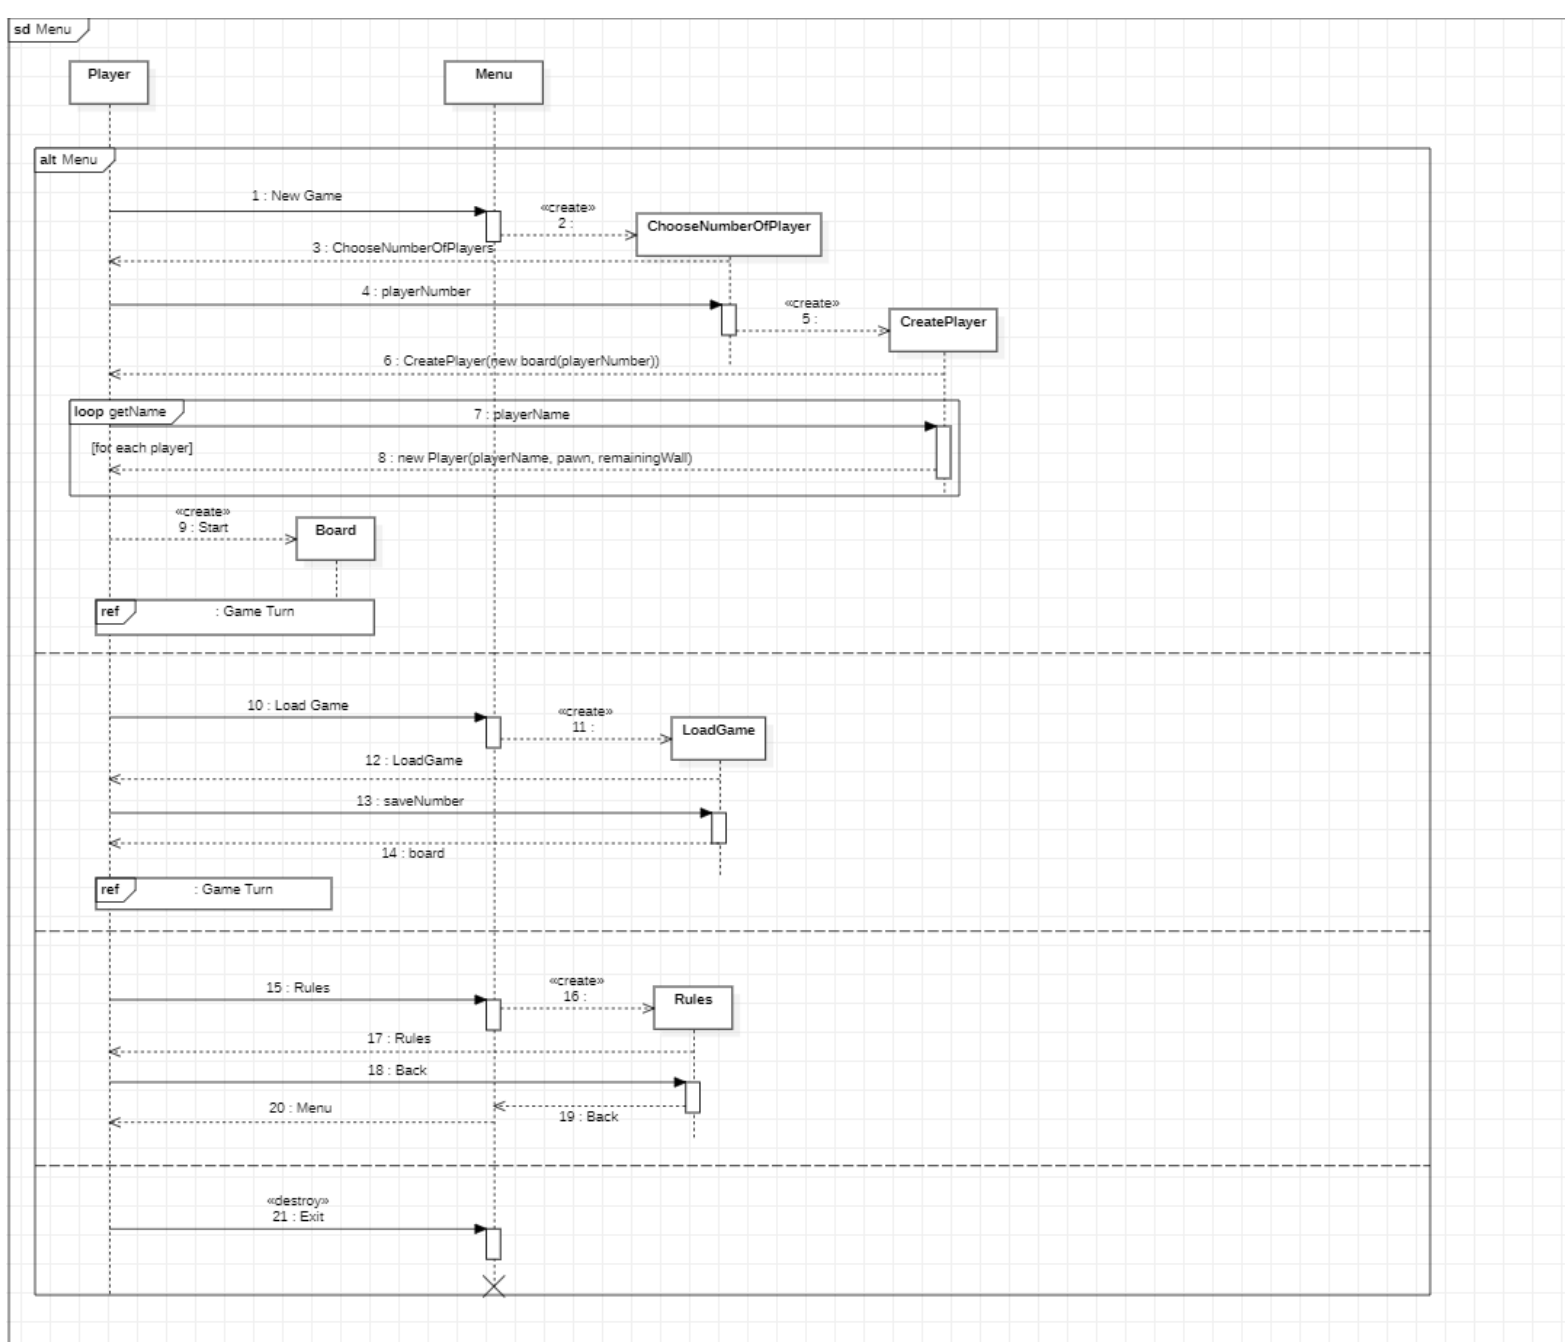 sd Menu
Player
Menu
alt Menu
1 : New Game
«create»
2 :
ChooseNumberOfPlayer
3 : ChooseNumberOfPlayers
4 : playerNumber
«create»
5 :
CreatePlayer
6 : CreatePlayer(new board(playerNumber))
loop getName
7 : playerName
[for each player]
8 : new Player(playerName, pawn, remainingWall)
«create»
9 : Start
Board
ref
: Game Turn
10 : Load Game
«create»
11 :
LoadGame
12 : LoadGame
13 : saveNumber
14 : board
ref
: Game Turn
15 : Rules
«create»
16 :
Rules
17 : Rules
18 : Back
19 : Back
20 : Menu
«destroy»
21 : Exit